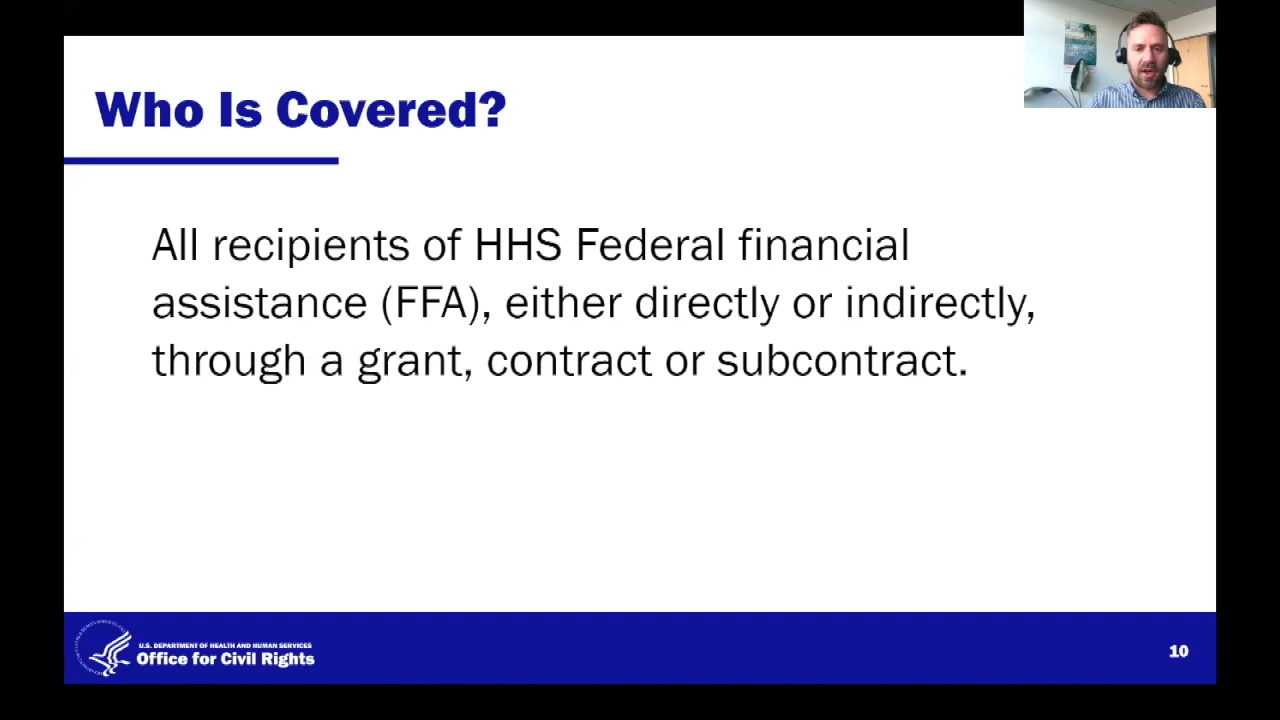 Who Is Covered?
All recipients of HHS Federal financial
assistance (FFA), either directly or indirectly,
through a grant, contract or subcontract.
U.S. DEPARTMENT OF HEALTH AND HUMAN SERVICES
Office for Civil Rights
10